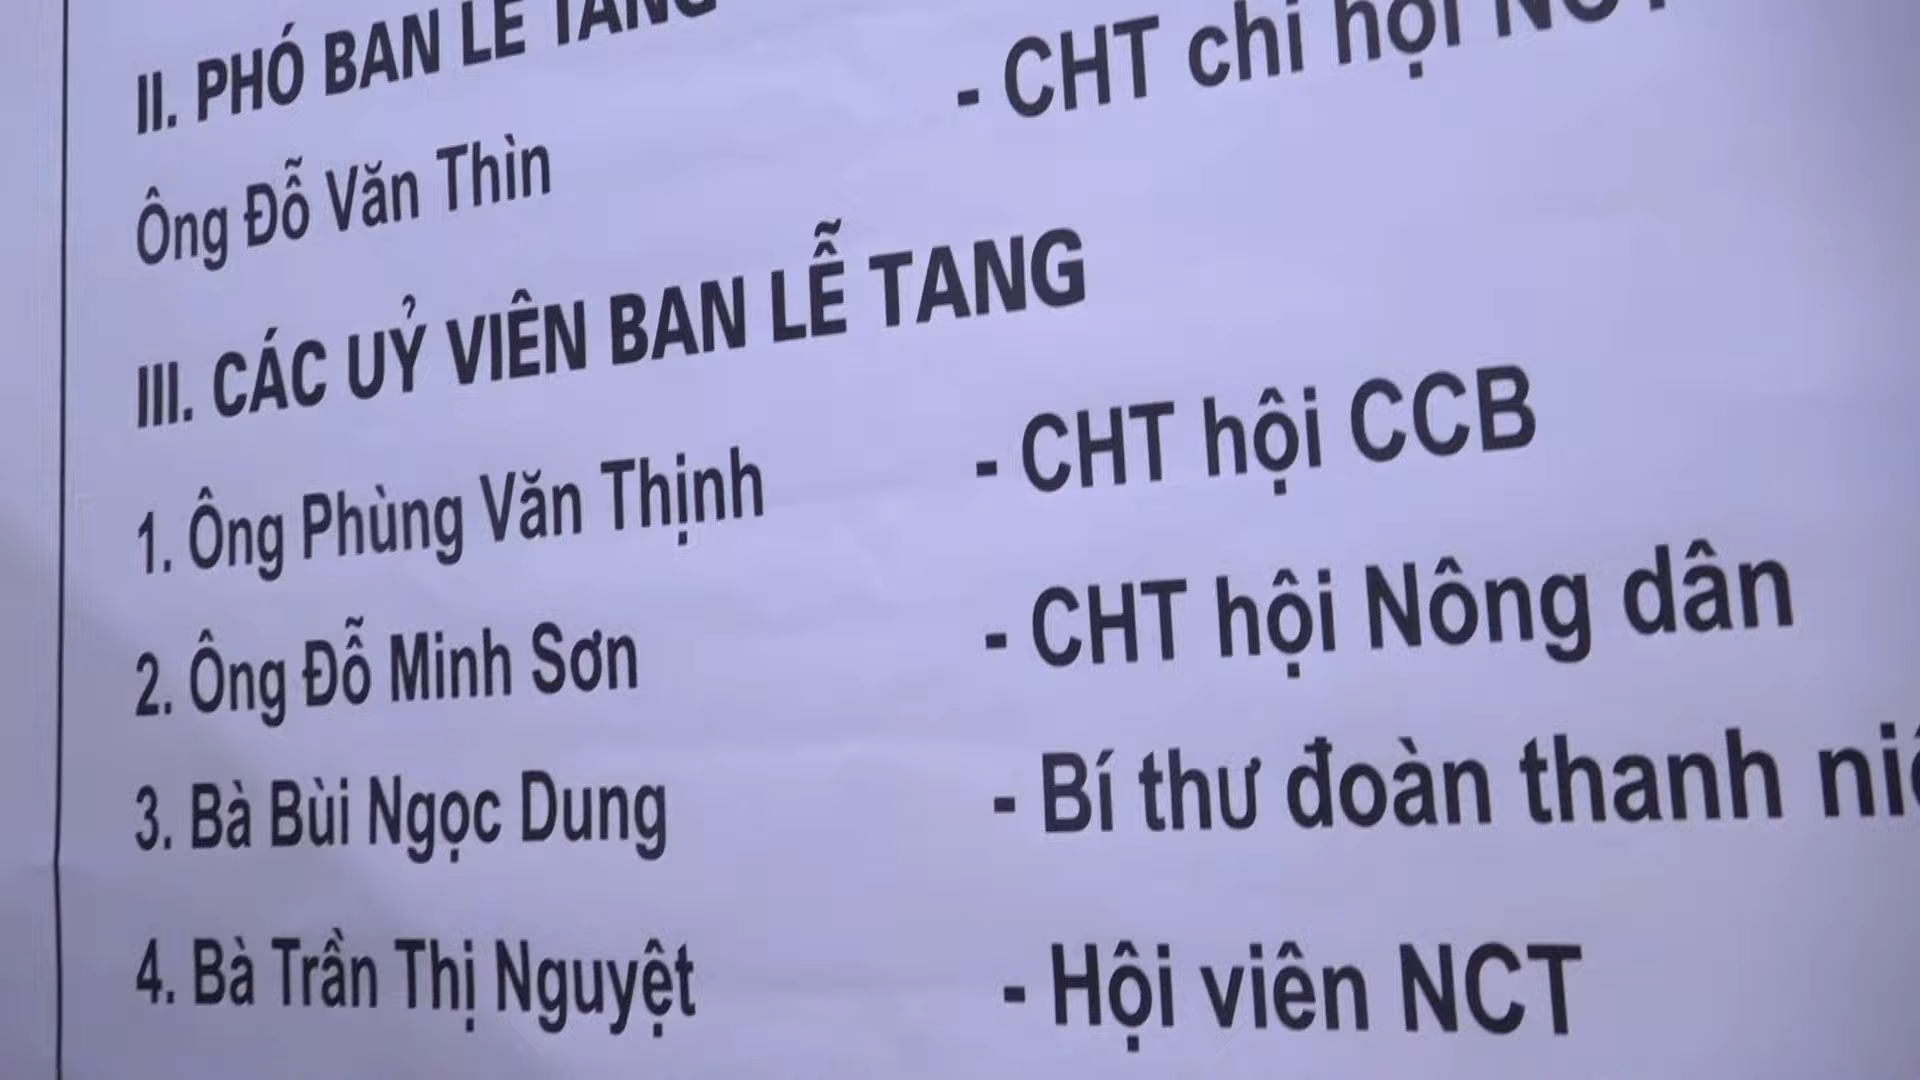 II. PHÓ BAN LỄ TANG
Ông Đỗ Văn Thìn - CHT chi hội NCT
III. CÁC UỶ VIÊN BAN LỄ TANG
1. Ông Phùng Văn Thịnh - CHT hội CCB
2. Ông Đỗ Minh Sơn - CHT hội Nông dân
3. Bà Bùi Ngọc Dung - Bí thư đoàn thanh
4. Bà Trần Thị Nguyệt - Hội viên NCT